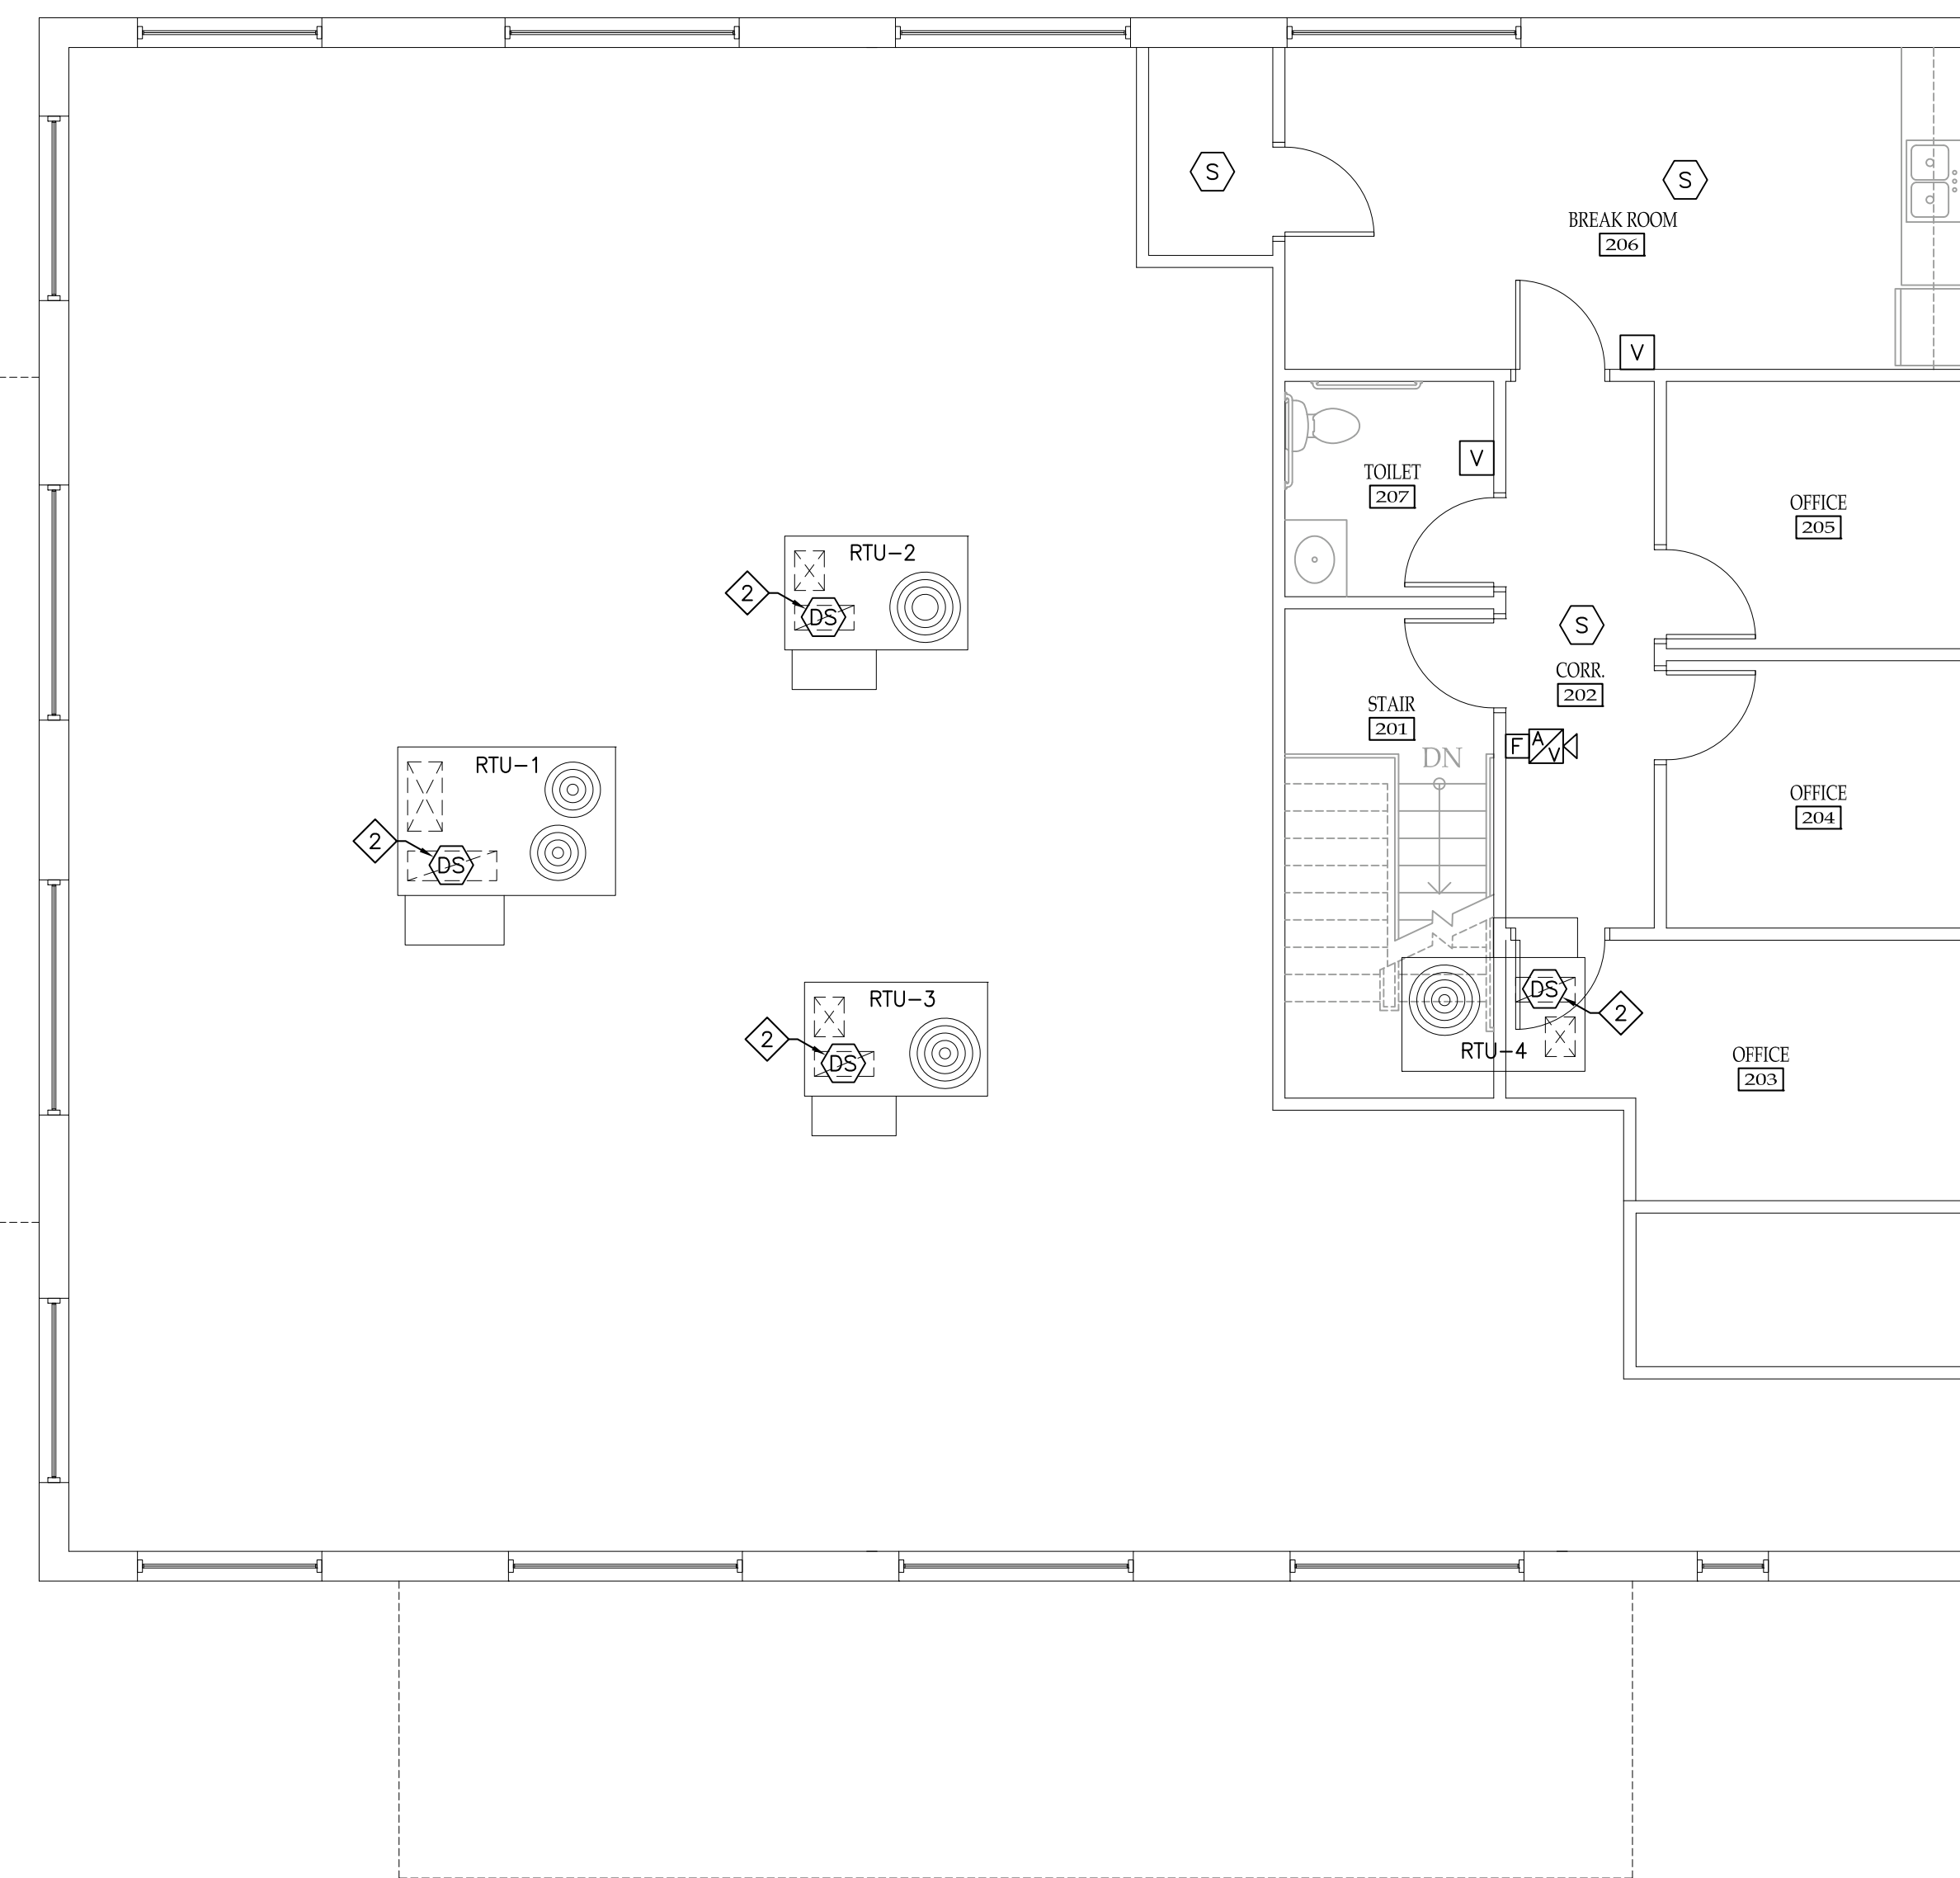 S
S
BREAK ROOM
206
V
V
TOILET
207
OFFICE
205
RTU-2
2
DS
S
CORR.
202
STAIR
201
F
A
V
DN
RTU-1
2
DS
OFFICE
204
RTU-3
2
DS
DS
2
RTU-4
OFFICE
203